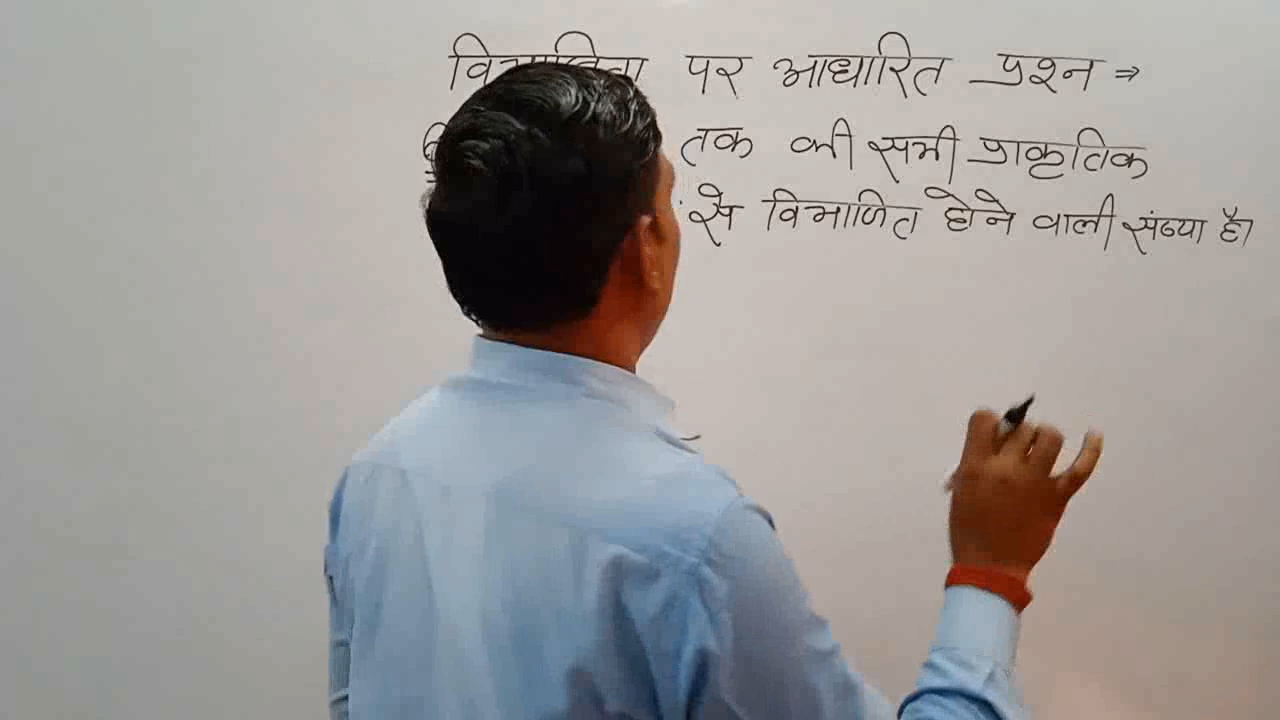 पर आधारित प्रश्न ⇒
तक की सभी प्राकृतिक
से विभाजित होने वाली संख्या है।